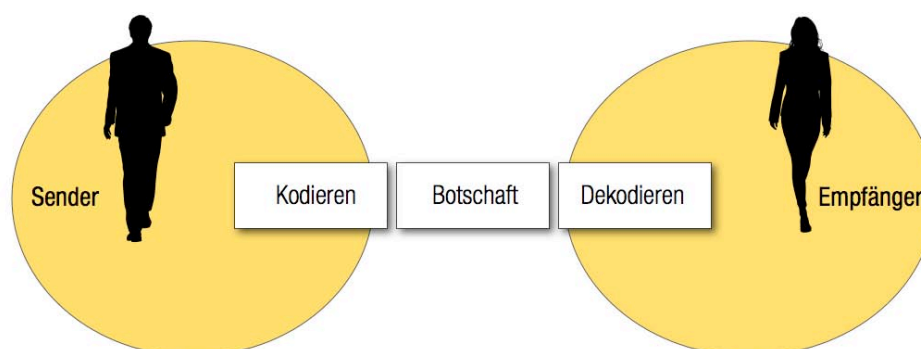 Sender
Kodieren
Botschaft
Dekodieren
Empfänger